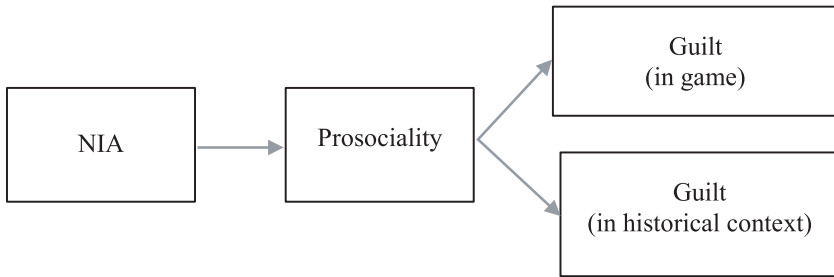 NIA
Prosociality
Guilt
(in game)
Guilt
(in historical context)